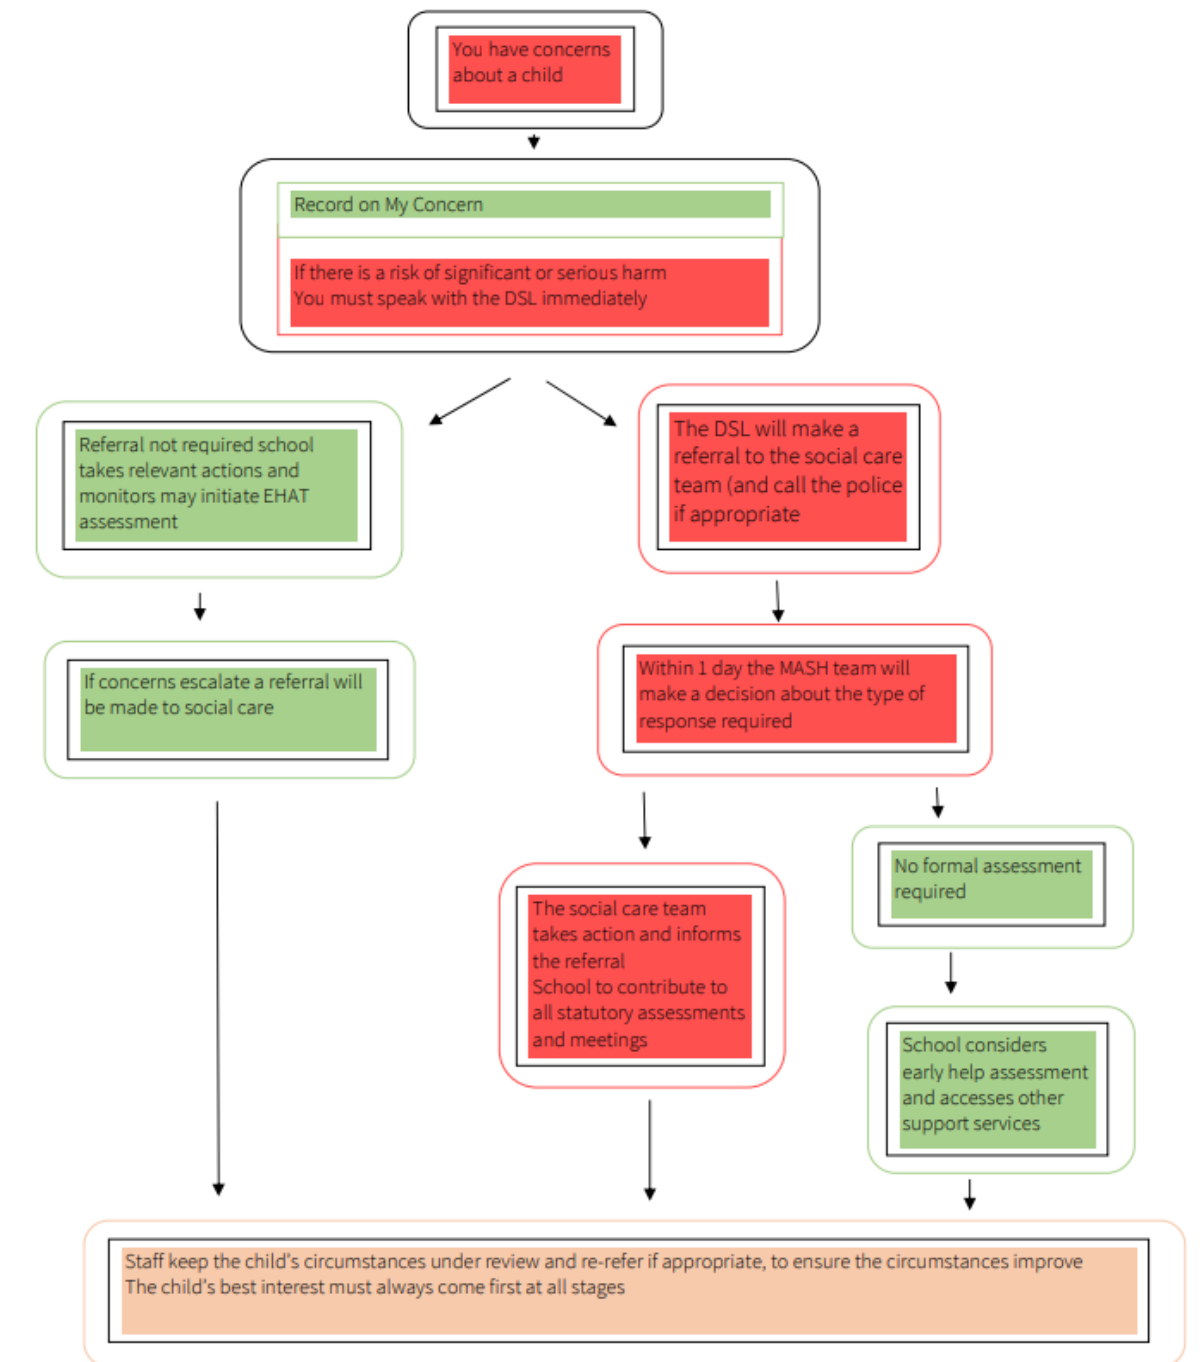 You have concerns
about a child
Record on My Concern
If there is a risk of significant or serious harm
You must speak with the DSL immediately
Referral not required school
takes relevant actions and
monitors may initiate EHAT
assessment
The DSL will make a
referral to the social care
team (and call the police
if appropriate
If concerns escalate a referral will
be made to social care
Within 1 day the MASH team will
make a decision about the type of
response required
No formal assessment
required
The social care team
takes action and informs
the referral
School to contribute to
all statutory assessments
and meetings
School considers
early help assessment
and accesses other
support services
Staff keep the child’s circumstances under review and re-refer if appropriate, to ensure the circumstances improve
The child’s best interest must always come first at all stages